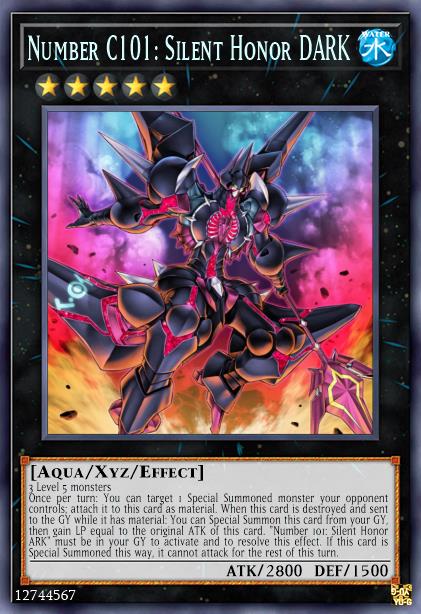 Number C101: Silent Honor DARK
WATER
水
[Aqua/Xyz/Effect]
3 Level 5 monsters
Once per turn: You can target 1 Special Summoned monster your opponent
controls; attach it to this card as material. When this card is destroyed and sent
to the GY while it has material: You can Special Summon this card from your GY,
then gain LP equal to the original ATK of this card. "Number 101: Silent Honor
ARK" must be in your GY to activate and to resolve this effect. If this card is
Special Summoned this way, it cannot attack for the rest of this turn.
ATK/2800 DEF/1500
12744567